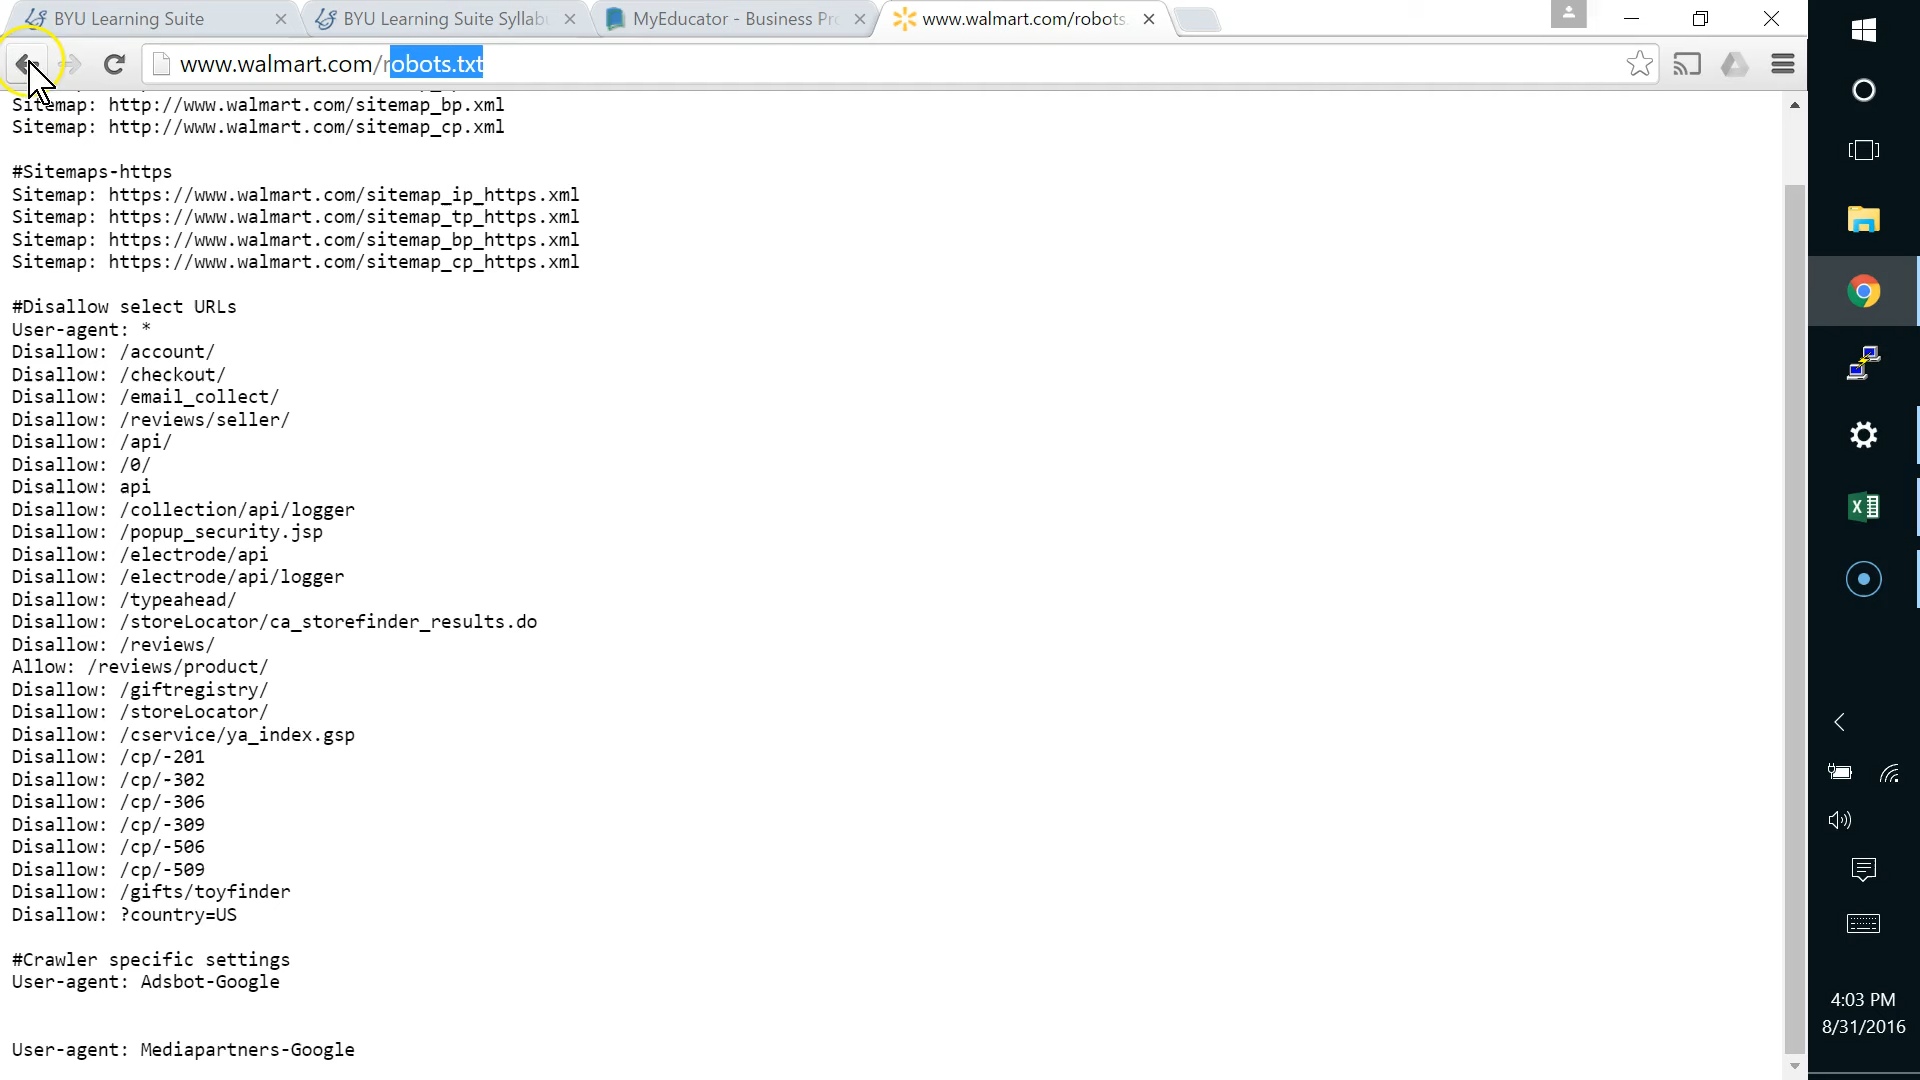 BYU Learning Suite
BYU Learning Suite Syllab
MyEducator - Business Pr
www.walmart.com/robots
www.walmart.com/robots.txt
Sitemap: http://www.walmart.com/sitemap_bp.xml
Sitemap: http://www.walmart.com/sitemap_cp.xml
#Sitemaps-https
Sitemap: https://www.walmart.com/sitemap_ip_https.xml
Sitemap: https://www.walmart.com/sitemap_tp_https.xml
Sitemap: https://www.walmart.com/sitemap_bp_https.xml
Sitemap: https://www.walmart.com/sitemap_cp_https.xml
#Disallow select URLs
User-agent: *
Disallow: /account/
Disallow: /checkout/
Disallow: /email_collect/
Disallow: /reviews/seller/
Disallow: /api/
Disallow: /0/
Disallow: api
Disallow: /collection/api/logger
Disallow: /popup_security.jsp
Disallow: /electrode/api
Disallow: /electrode/api/logger
Disallow: /typeahead/
Disallow: /storeLocator/ca_storefinder_results.do
Disallow: /reviews/
Allow: /reviews/product/
Disallow: /giftregistry/
Disallow: /storeLocator/
Disallow: /cservice/ya_index.gsp
Disallow: /cp/-201
Disallow: /cp/-302
Disallow: /cp/-306
Disallow: /cp/-309
Disallow: /cp/-506
Disallow: /cp/-509
Disallow: /gifts/toyfinder
Disallow: ?country=US
#Crawler specific settings
User-agent: Adsbot-Google
User-agent: Mediapartners-Google
4:03 PM
8/31/2016